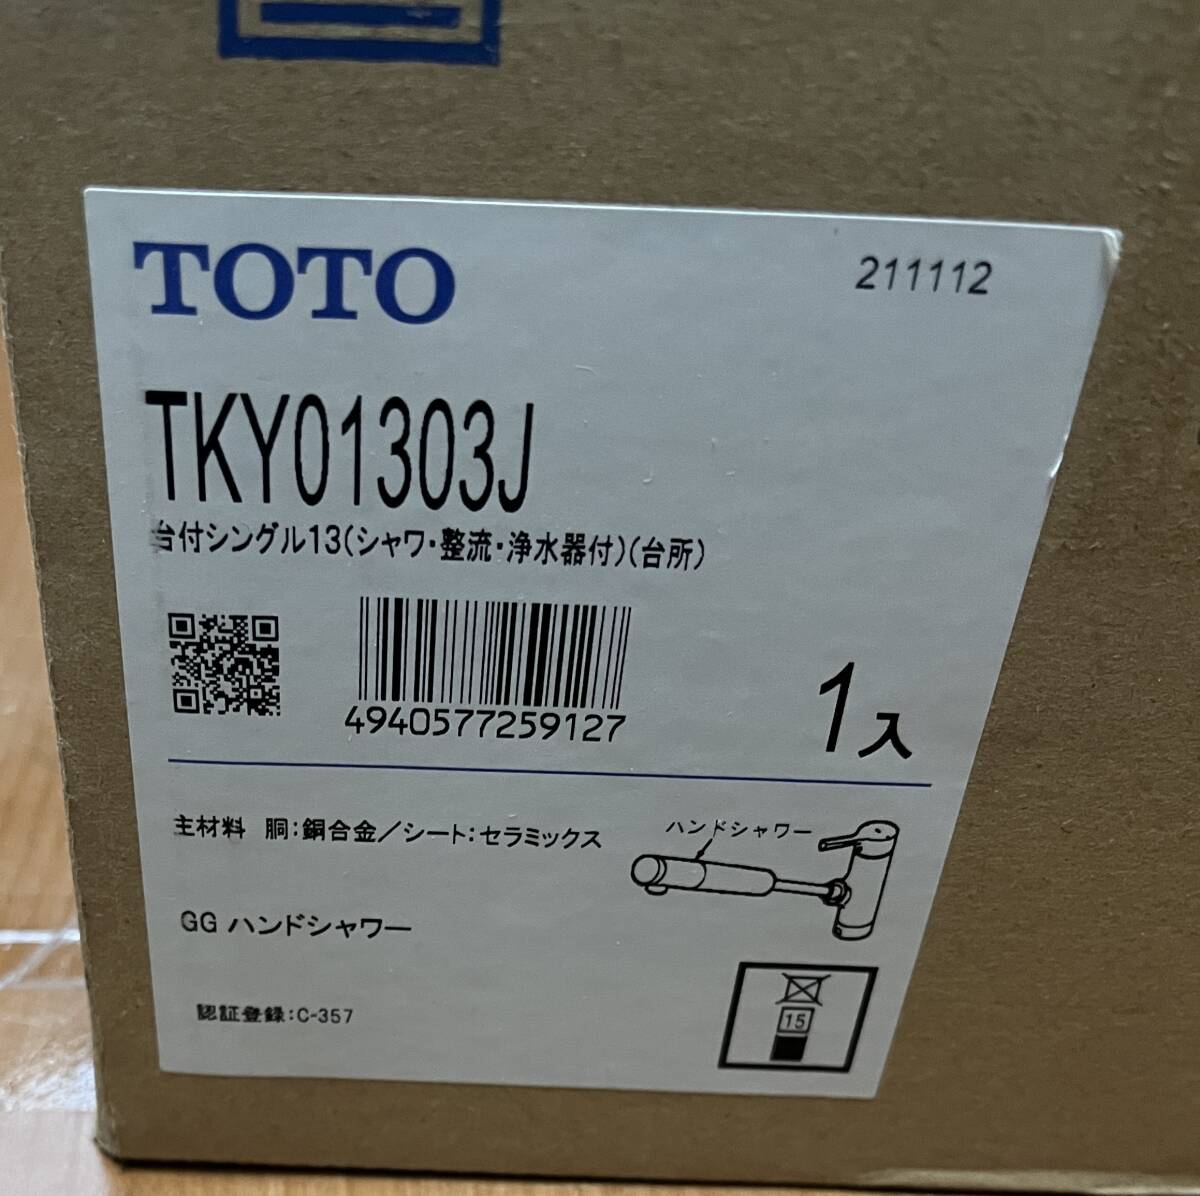 TOTO
211112
TKY01303J
台付シングル13(シャワ・整流・浄水器付)(台所)
4940577259127
1入
主材料 胴:銅合金/シート:セラミックス
ハンドシャワー
GG ハンドシャワー
15
認証登録:C-357